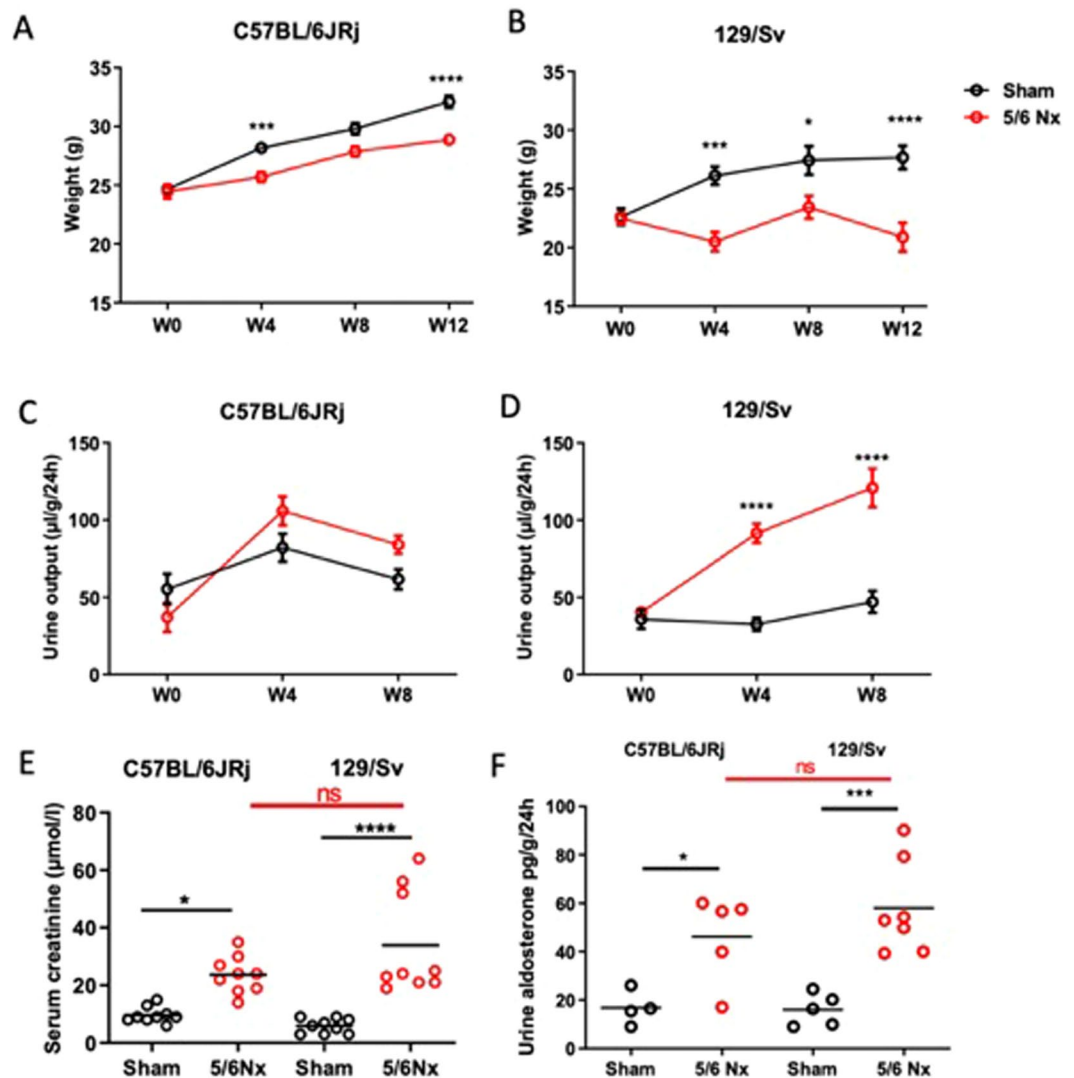 A
C57BL/6JRj
B
129/Sv
Sham
5/6 Nx
Weight (g)
35
30
25
20
15
***
****
W0 W4 W8 W12
Weight (g)
35
30
25
20
15
***
*
****
W0 W4 W8 W12
C
C57BL/6JRj
D
129/Sv
Urine output (µl/g/24h)
150
100
50
0
W0 W4 W8
Urine output (µl/g/24h)
150
100
50
0
****
****
W0 W4 W8
E
C57BL/6JRj 129/Sv
ns
****
*
Serum creatinine (µmol/l)
80
60
40
20
0
Sham 5/6Nx Sham 5/6Nx
F
C57BL/6JRj 129/Sv
ns
***
*
Urine aldosterone pg/g/24h
100
80
60
40
20
0
Sham 5/6 Nx Sham 5/6 Nx